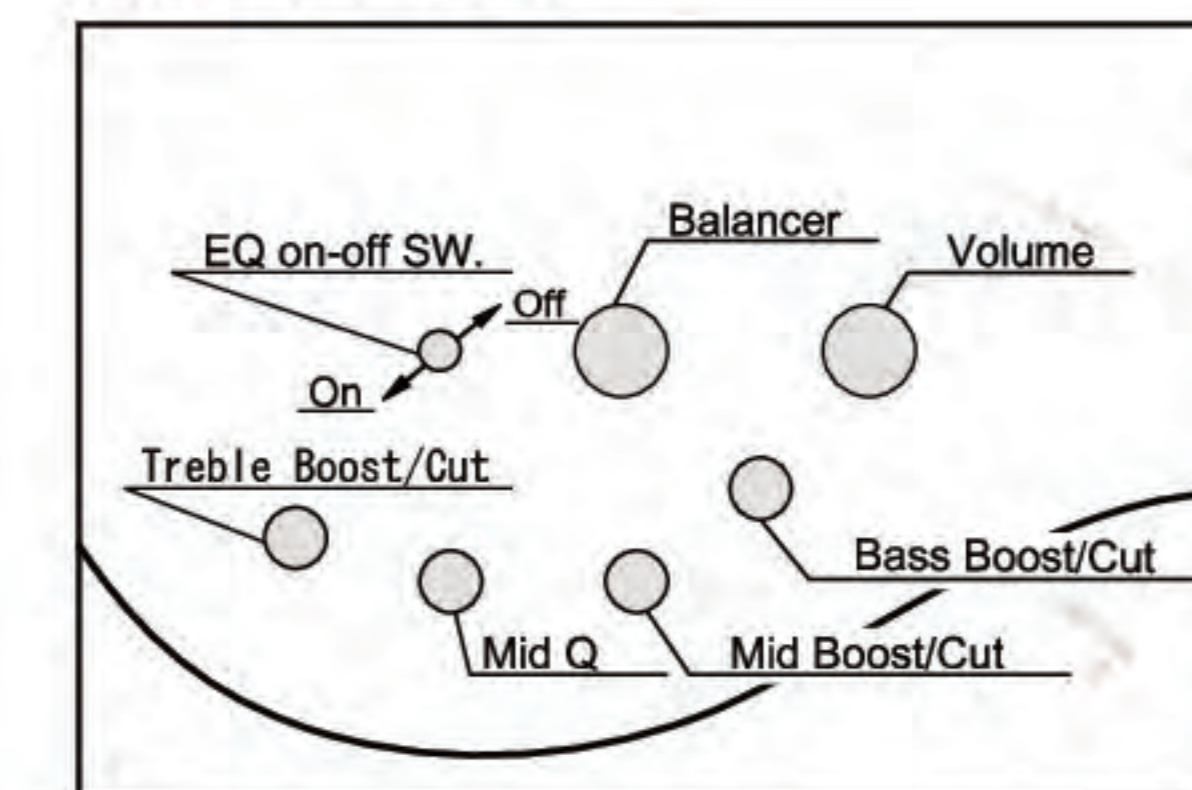 Balancer
EQ on-off SW.
Volume
Off
On
Treble Boost/Cut
Bass Boost/Cut
Mid Q
Mid Boost/Cut